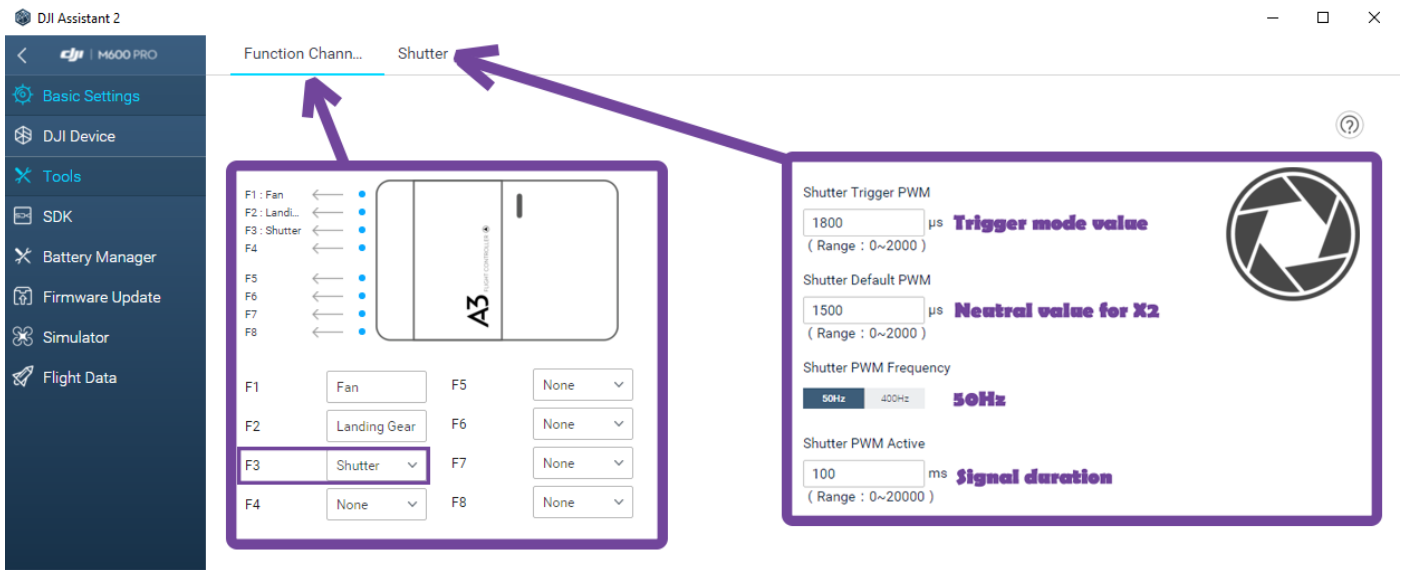 DJI Assistant 2
dji | M600 PRO
Function Chann... Shutter
Basic Settings
DJI Device
Tools
SDK
Battery Manager
Firmware Update
Simulator
Flight Data
F1 : Fan
F2 : Landi...
F3 : Shutter
F4
F5
F6
F7
F8
A3 FLIGHT CONTROLLER
F1 Fan F5 None
F2 Landing Gear F6 None
F3 Shutter F7 None
F4 None F8 None
Shutter Trigger PWM
1800 μs Trigger mode value
( Range : 0~2000 )
Shutter Default PWM
1500 μs Neutral value for X2
( Range : 0~2000 )
Shutter PWM Frequency
50Hz 400Hz 50Hz
Shutter PWM Active
100 ms Signal duration
( Range : 0~20000 )